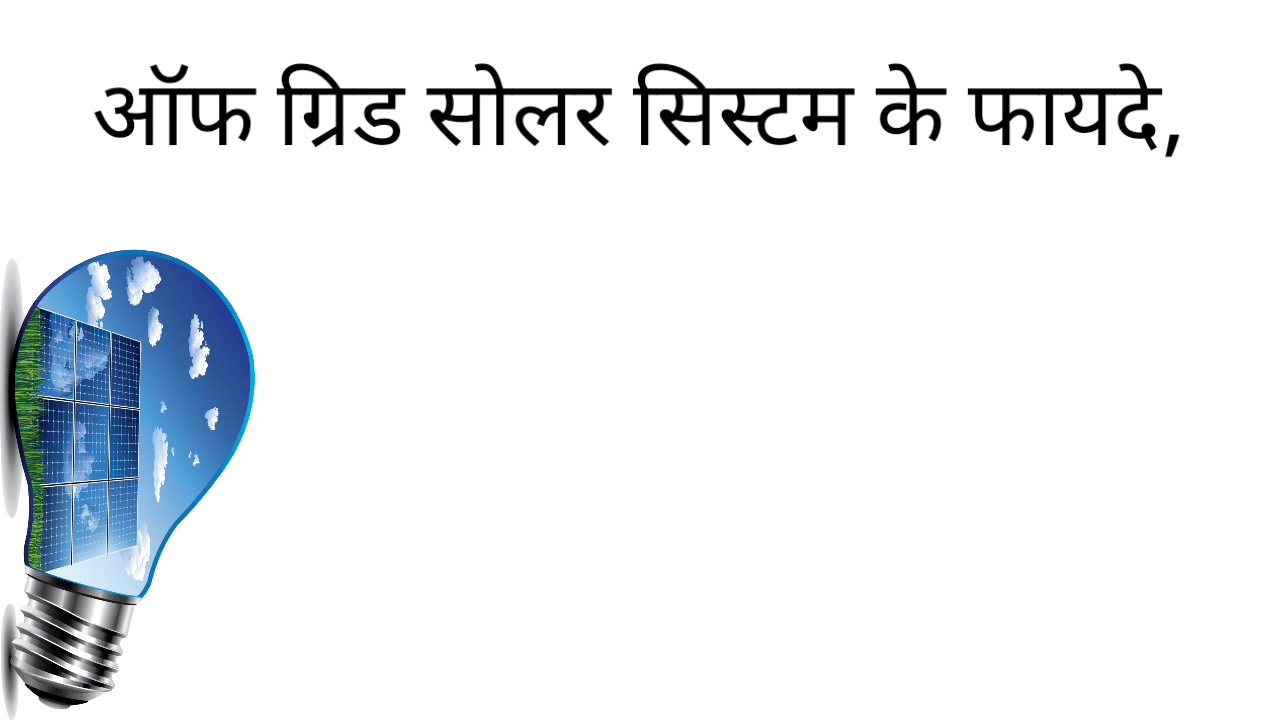 ऑफ ग्रिड सोलर सिस्टम के फायदे,